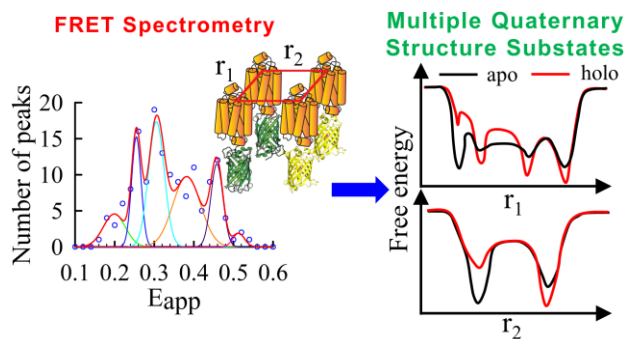 FRET Spectrometry
Multiple Quaternary
Structure Substates
r1
r2
Number of peaks
20
15
10
5
0
0.1 0.2 0.3 0.4 0.5 0.6
Eapp
apo holo
Free energy
r1
r2